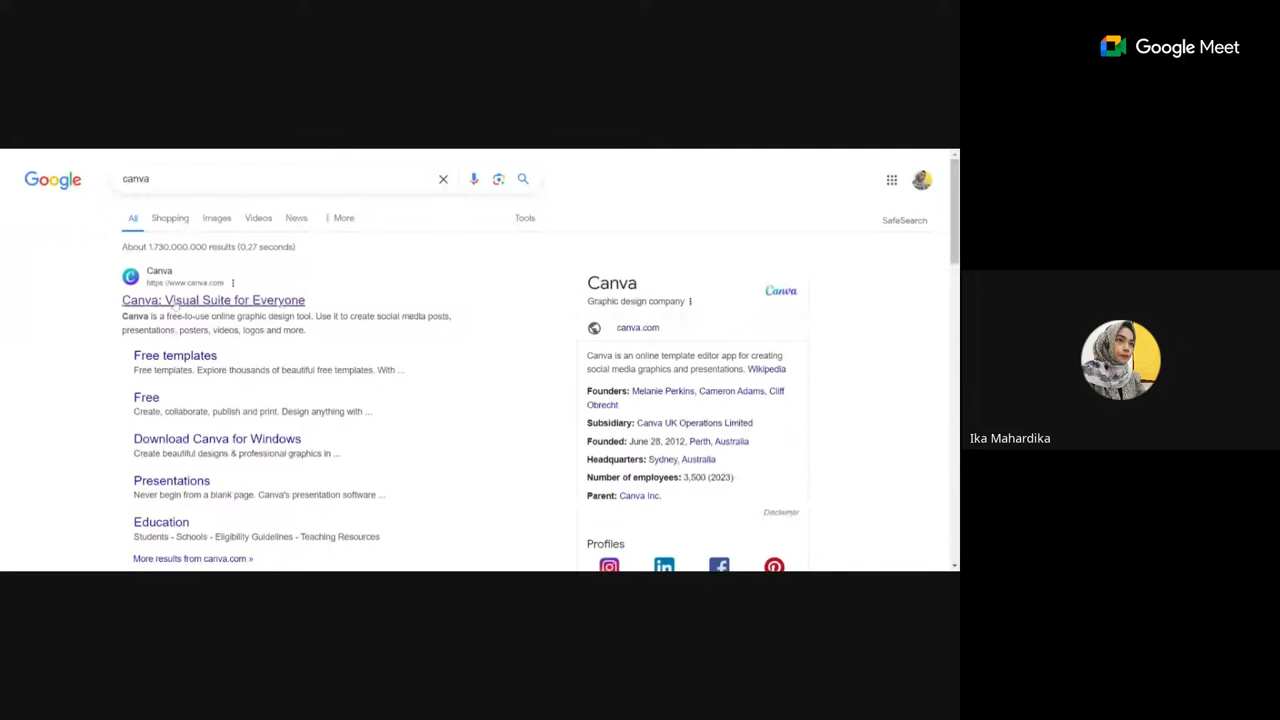 Google Meet
Google
canva
All
Shopping
Images
Videos
News
More
Tools
SafeSearch
About 1.730.000.000 results (0,27 seconds)
Canva
https://www.canva.com
Canva: Visual Suite for Everyone
Canva is a free-to-use online graphic design tool. Use it to create social media posts,
presentations, posters, videos, logos and more.
Free templates
Free templates. Explore thousands of beautiful free templates. With ...
Free
Create, collaborate, publish and print. Design anything with ...
Download Canva for Windows
Create beautiful designs & professional graphics in ...
Presentations
Never begin from a blank page. Canva's presentation software ...
Education
Students - Schools - Eligibility Guidelines - Teaching Resources
More results from canva.com »
Canva
Graphic design company
Canva
canva.com
Canva is an online template editor app for creating
social media graphics and presentations. Wikipedia
Founders: Melanie Perkins, Cameron Adams, Cliff
Obrecht
Subsidiary: Canva UK Operations Limited
Founded: June 28, 2012, Perth, Australia
Headquarters: Sydney, Australia
Number of employees: 3,500 (2023)
Parent: Canva Inc.
Disclaimer
Profiles
Ika Mahardika